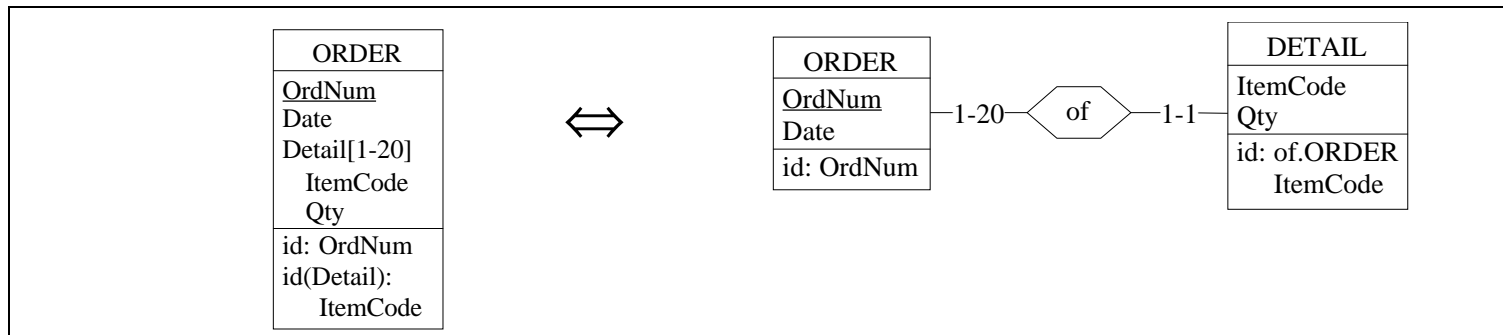 ORDER
OrdNum
Date
Detail[1-20]
ItemCode
Qty
id: OrdNum
id(Detail):
ItemCode
ORDER
OrdNum
Date
id: OrdNum
1-20
of
1-1
DETAIL
ItemCode
Qty
id: of.ORDER
ItemCode